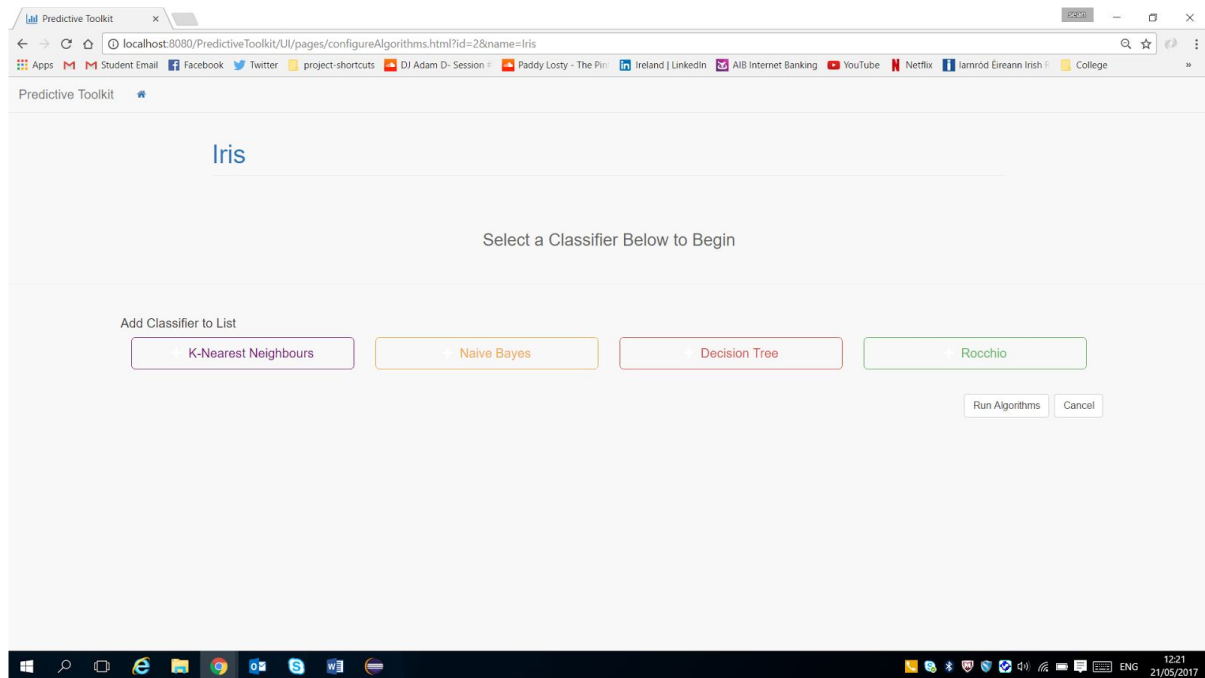 Predictive Toolkit
sean
localhost:8080/PredictiveToolkit/UI/pages/configureAlgorithms.html?id=2&name=Iris
Apps Student Email Facebook Twitter project-shortcuts DJ Adam D- Session Paddy Losty - The Pin Ireland | LinkedIn AIB Internet Banking YouTube Netflix Iarnród Éireann Irish College »
Predictive Toolkit
Iris
Select a Classifier Below to Begin
Add Classifier to List
K-Nearest Neighbours Naive Bayes Decision Tree Rocchio
Run Algorithms Cancel
ENG 12:21
21/05/2017